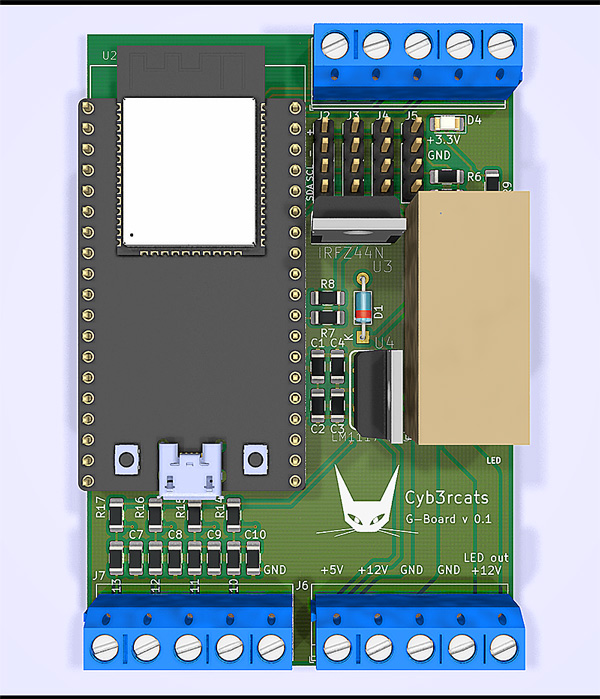 U2
J2 J3 J4 J5
D4
+
-
SCL
SDA
+3.3V
GND
R6
R9
IRFZ44N
U3
R8
D1
R7
K
C1 C4
U4
C2 C3
LM1117
LED
Cyb3rcats
G-Board v 0.1
R17 R16 R15 R14
C7 C8 C9 C10
GND
LED out
+5V +12V GND GND +12V
J7
13 12 11 10
J6